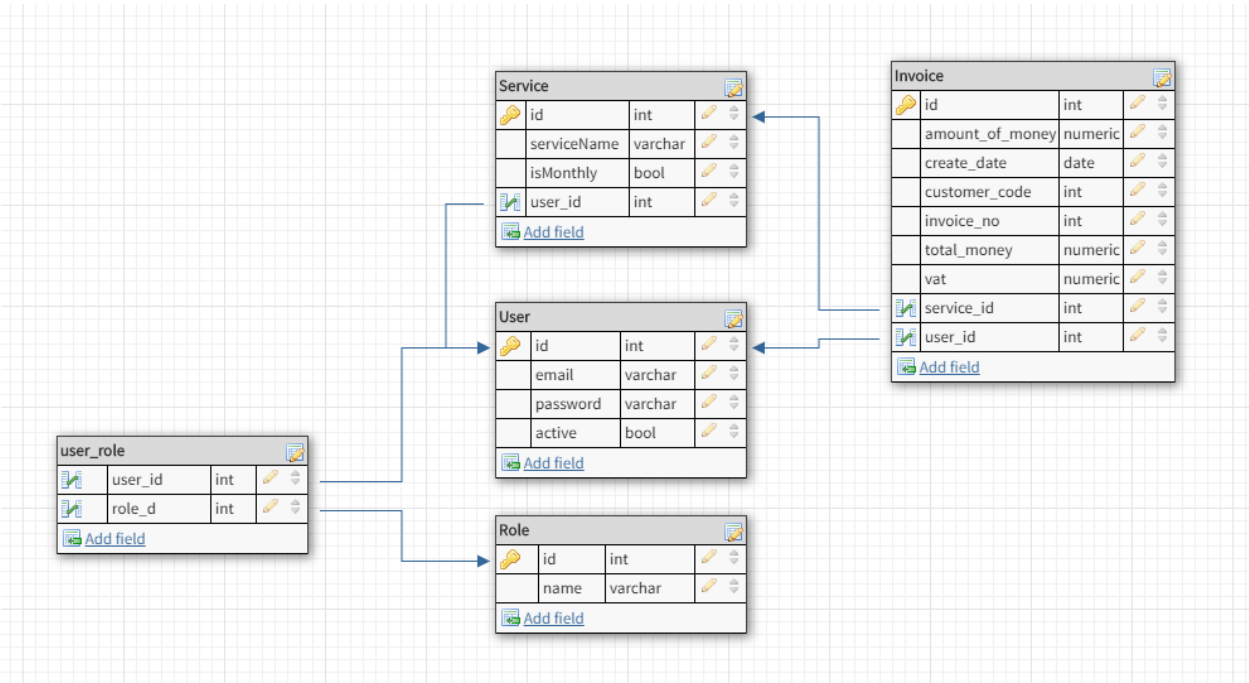 Service
id int
serviceName varchar
isMonthly bool
user_id int
Add field
Invoice
id int
amount_of_money numeric
create_date date
customer_code int
invoice_no int
total_money numeric
vat numeric
service_id int
user_id int
Add field
User
id int
email varchar
password varchar
active bool
Add field
user_role
user_id int
role_d int
Add field
Role
id int
name varchar
Add field